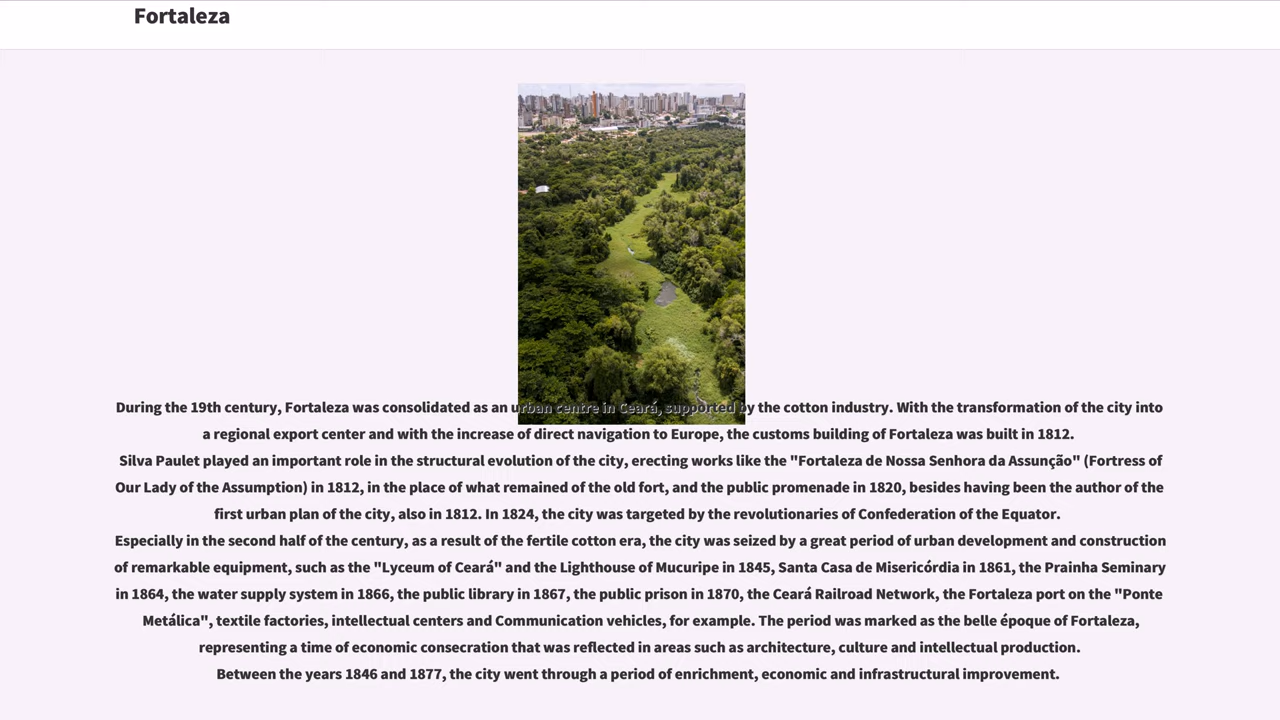 Fortaleza
During the 19th century, Fortaleza was consolidated as an urban centre in Ceará, supported by the cotton industry. With the transformation of the city into
a regional export center and with the increase of direct navigation to Europe, the customs building of Fortaleza was built in 1812.
Silva Paulet played an important role in the structural evolution of the city, erecting works like the "Fortaleza de Nossa Senhora da Assunção" (Fortress of
Our Lady of the Assumption) in 1812, in the place of what remained of the old fort, and the public promenade in 1820, besides having been the author of the
first urban plan of the city, also in 1812. In 1824, the city was targeted by the revolutionaries of Confederation of the Equator.
Especially in the second half of the century, as a result of the fertile cotton era, the city was seized by a great period of urban development and construction
of remarkable equipment, such as the "Lyceum of Ceará" and the Lighthouse of Mucuripe in 1845, Santa Casa de Misericórdia in 1861, the Prainha Seminary
in 1864, the water supply system in 1866, the public library in 1867, the public prison in 1870, the Ceará Railroad Network, the Fortaleza port on the "Ponte
Metálica", textile factories, intellectual centers and Communication vehicles, for example. The period was marked as the belle époque of Fortaleza,
representing a time of economic consecration that was reflected in areas such as architecture, culture and intellectual production.
Between the years 1846 and 1877, the city went through a period of enrichment, economic and infrastructural improvement.